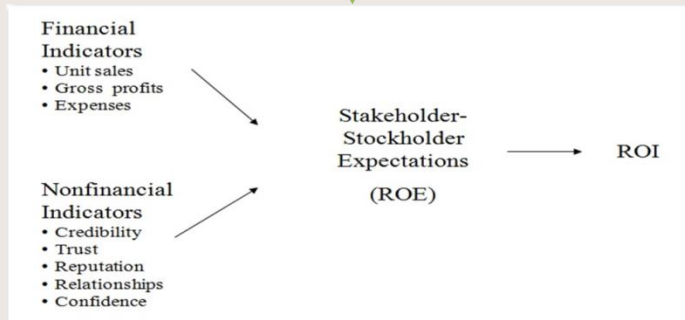 Financial
Indicators
• Unit sales
• Gross profits
• Expenses
Nonfinancial
Indicators
• Credibility
• Trust
• Reputation
• Relationships
• Confidence
Stakeholder-
Stockholder
Expectations
(ROE)
ROI